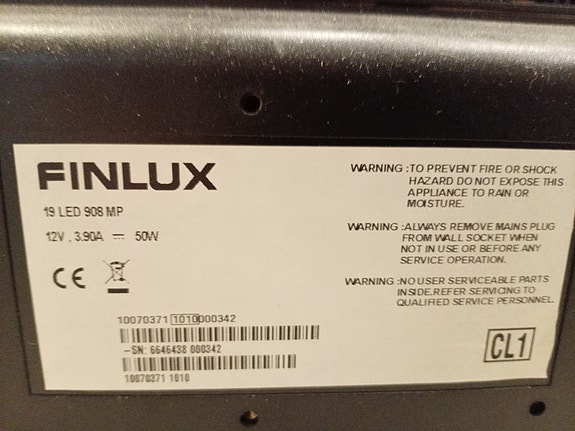 FINLUX
19 LED 908 MP
12V , 3.90A ⎓ 50W
CE
WARNING :TO PREVENT FIRE OR SHOCK
HAZARD DO NOT EXPOSE THIS
APPLIANCE TO RAIN OR
MOISTURE.
WARNING :ALWAYS REMOVE MAINS PLUG
FROM WALL SOCKET WHEN
NOT IN USE OR BEFORE ANY
SERVICE OPERATION.
WARNING :NO USER SERVICEABLE PARTS
INSIDE.REFER SERVICING TO
QUALIFIED SERVICE PERSONNEL.
10070371 1010000342
-SN: 6646438 000342
10070371 1010
CL1